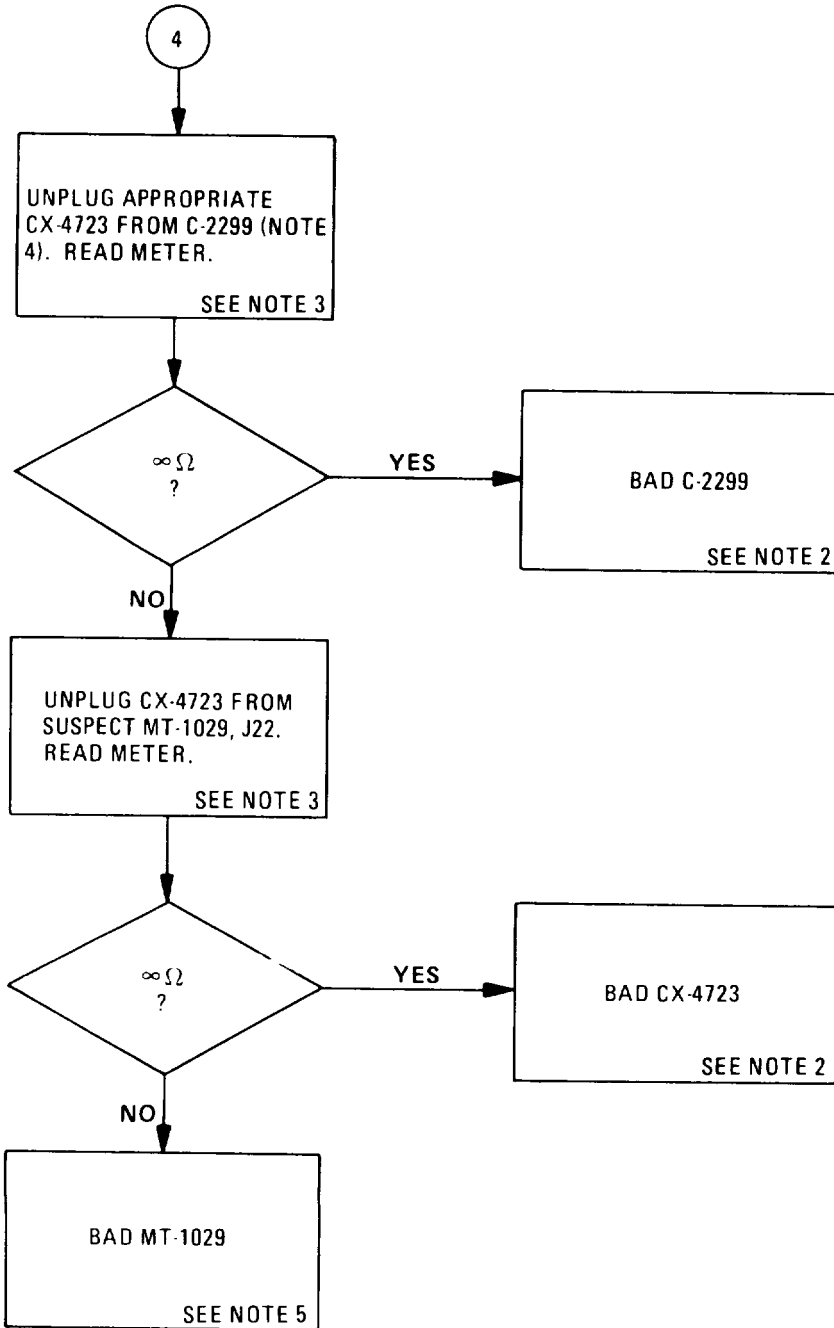 4
UNPLUG APPROPRIATE
CX-4723 FROM C-2299 (NOTE
4). READ METER.
SEE NOTE 3
∞ Ω
?
YES
BAD C-2299
SEE NOTE 2
NO
UNPLUG CX-4723 FROM
SUSPECT MT-1029, J22.
READ METER.
SEE NOTE 3
∞ Ω
?
YES
BAD CX-4723
SEE NOTE 2
NO
BAD MT-1029
SEE NOTE 5